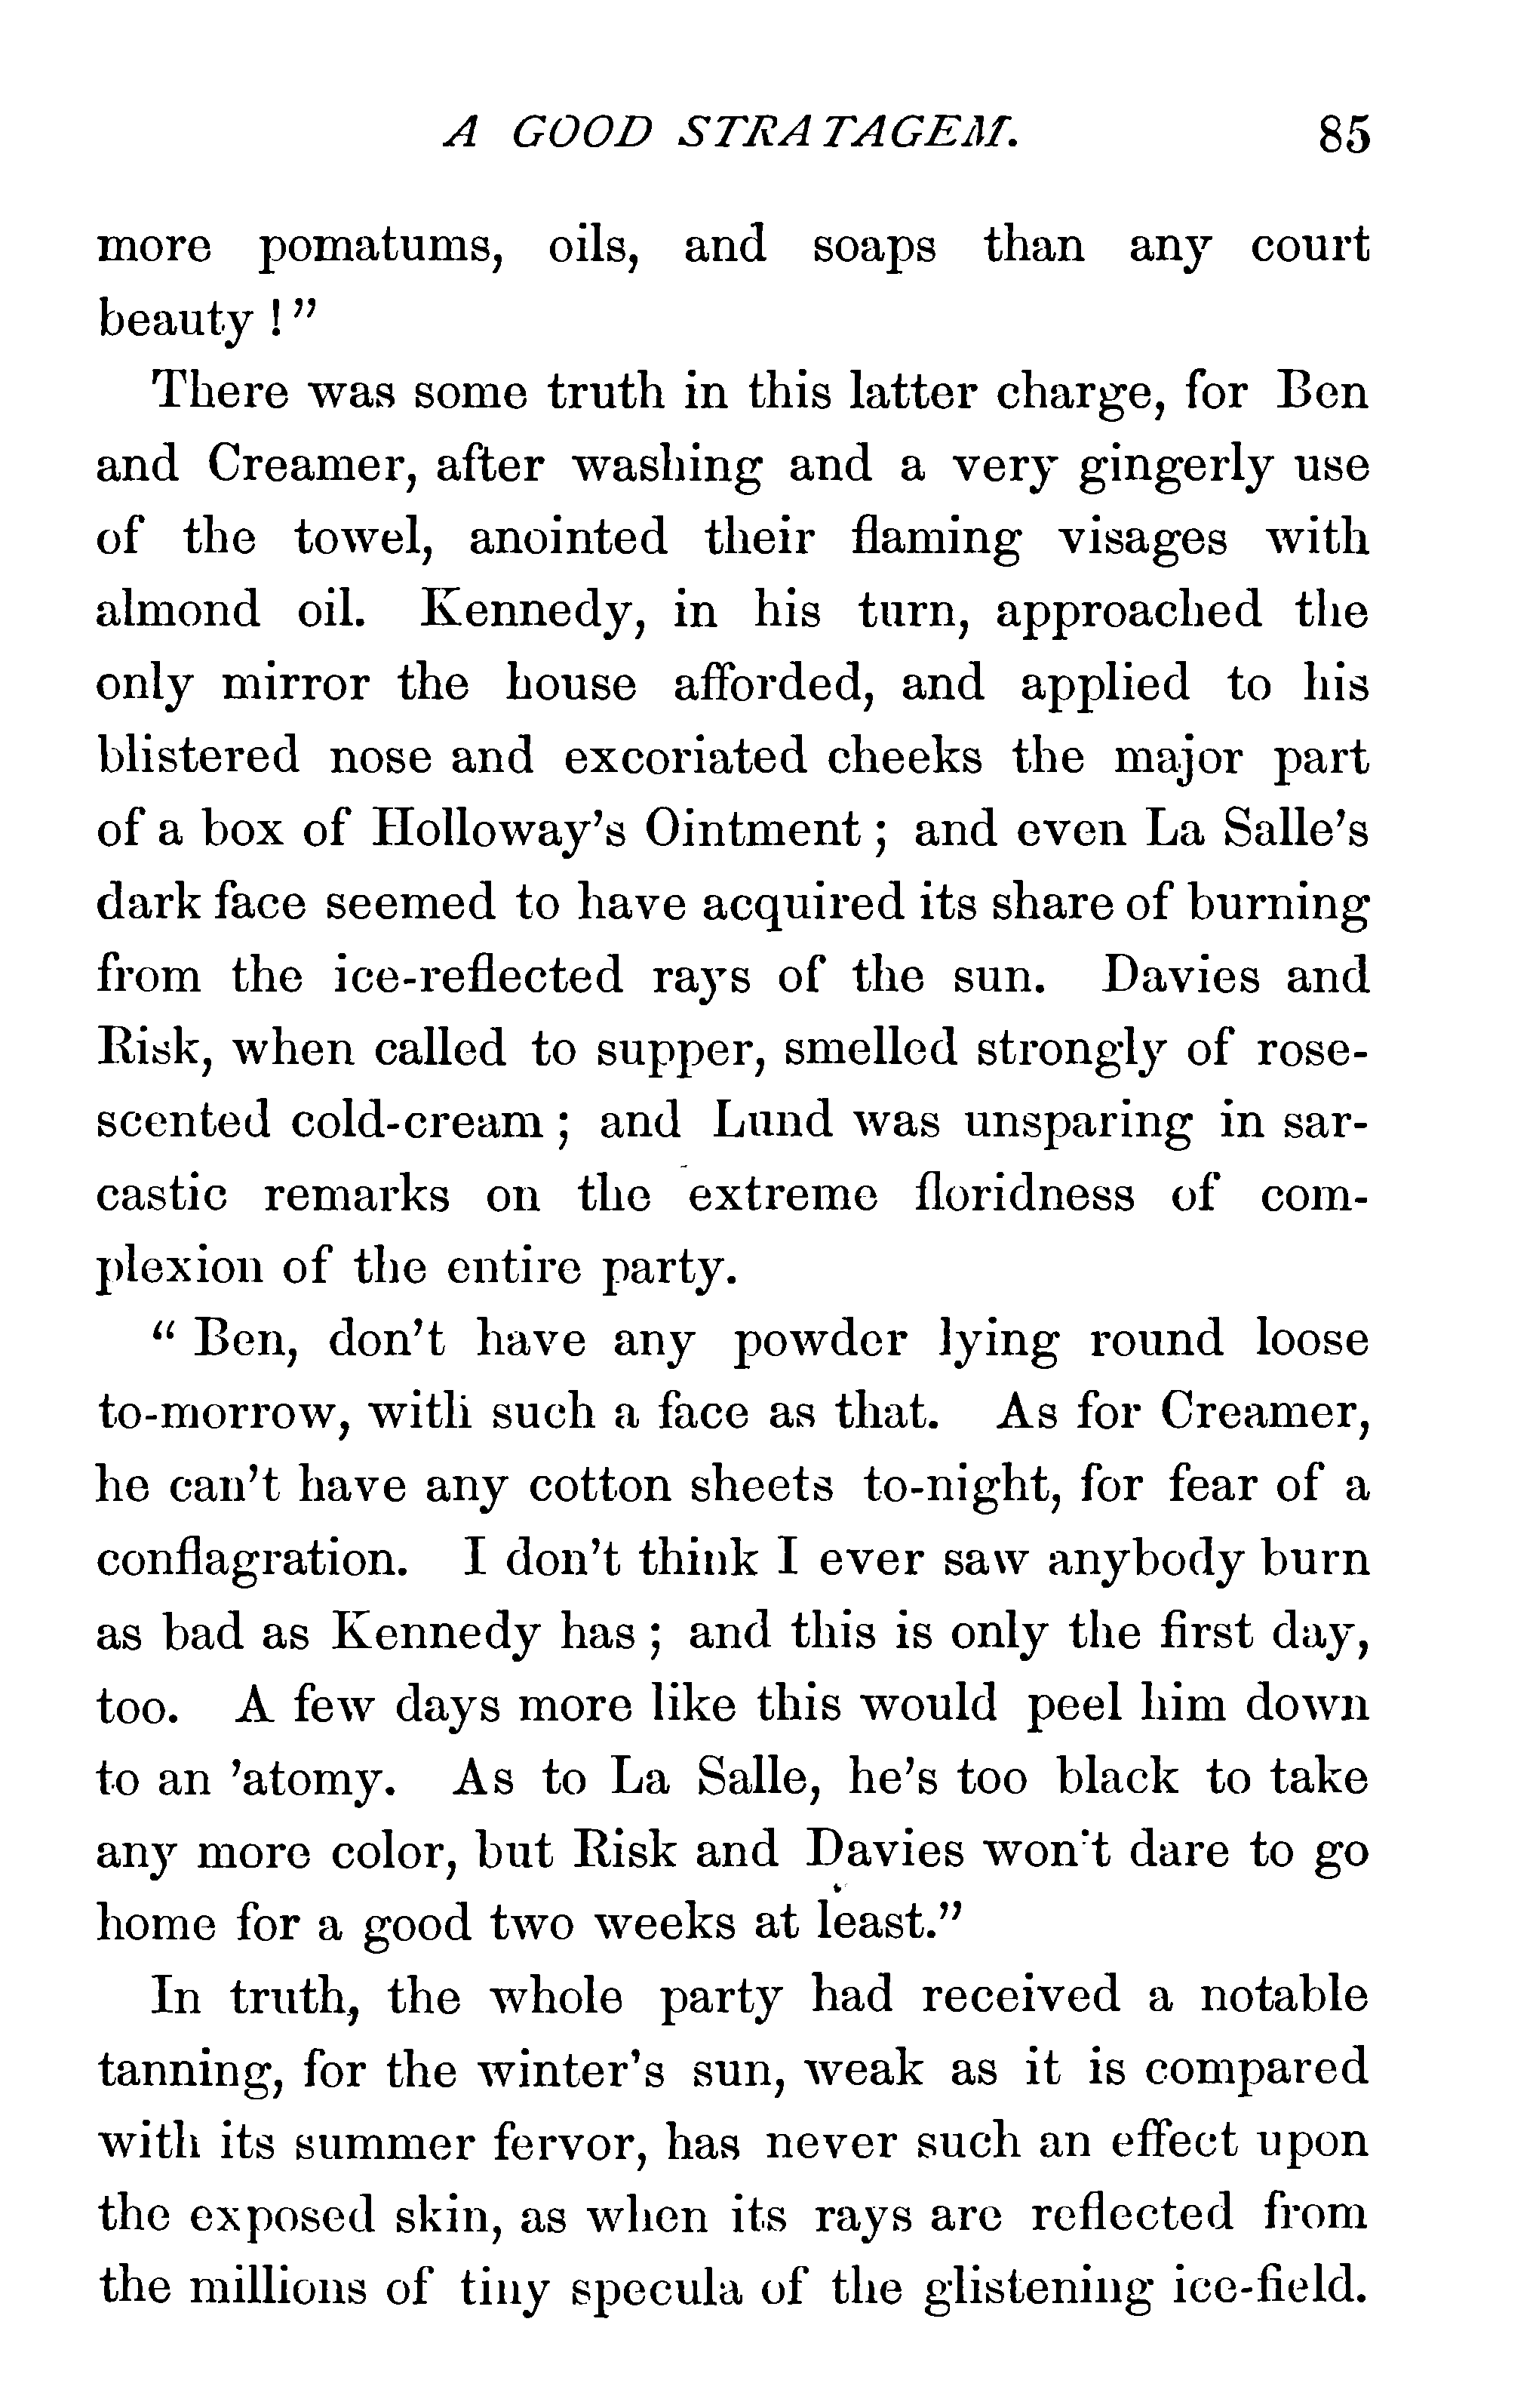 A GOOD STRATAGEM. 85
more pomatums, oils, and soaps than any court
beauty!”
There was some truth in this latter charge, for Ben
and Creamer, after washing and a very gingerly use
of the towel, anointed their flaming visages with
almond oil. Kennedy, in his turn, approached the
only mirror the house afforded, and applied to his
blistered nose and excoriated cheeks the major part
of a box of Holloway’s Ointment; and even La Salle’s
dark face seemed to have acquired its share of burning
from the ice-reflected rays of the sun. Davies and
Risk, when called to supper, smelled strongly of rose-
scented cold-cream; and Lund was unsparing in sar-
castic remarks on the extreme floridness of com-
plexion of the entire party.
“Ben, don’t have any powder lying round loose
to-morrow, with such a face as that. As for Creamer,
he can’t have any cotton sheets to-night, for fear of a
conflagration. I don’t think I ever saw anybody burn
as bad as Kennedy has; and this is only the first day,
too. A few days more like this would peel him down
to an ’atomy. As to La Salle, he’s too black to take
any more color, but Risk and Davies won’t dare to go
home for a good two weeks at least.”
In truth, the whole party had received a notable
tanning, for the winter’s sun, weak as it is compared
with its summer fervor, has never such an effect upon
the exposed skin, as when its rays are reflected from
the millions of tiny specula of the glistening ice-field.